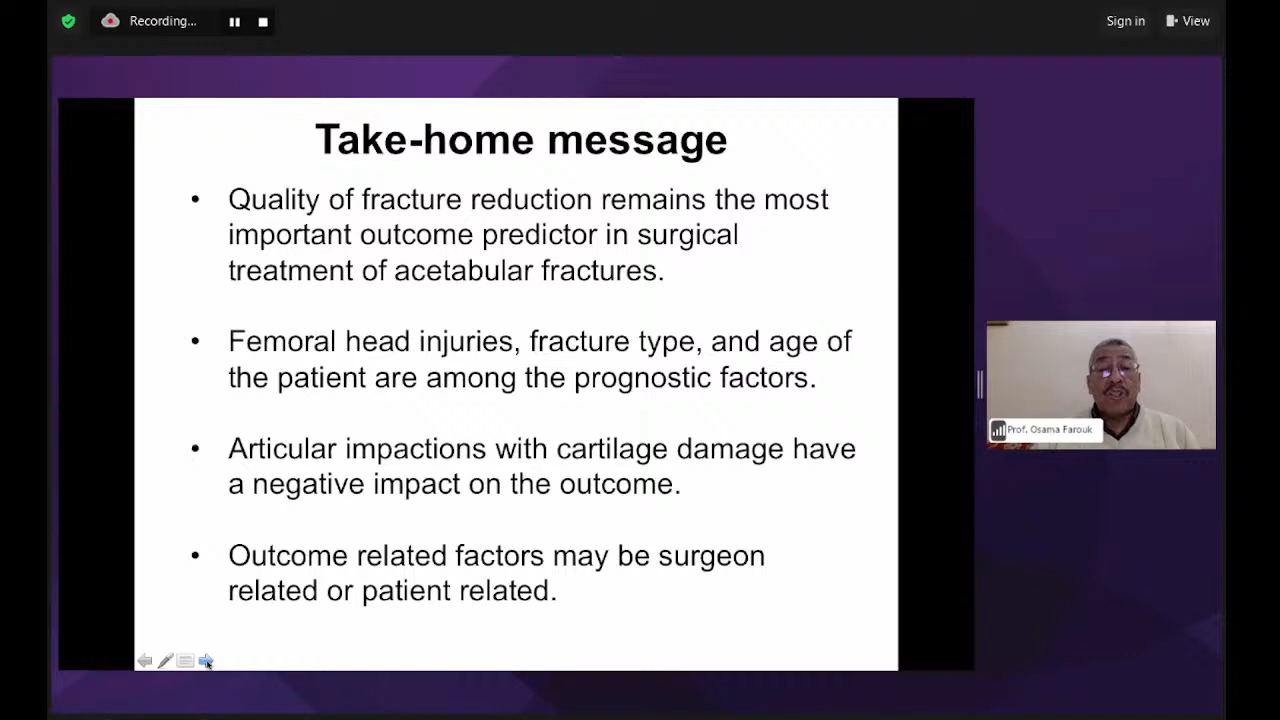 Recording...
Sign in
View
Take-home message
• Quality of fracture reduction remains the most
important outcome predictor in surgical
treatment of acetabular fractures.
• Femoral head injuries, fracture type, and age of
the patient are among the prognostic factors.
• Articular impactions with cartilage damage have
a negative impact on the outcome.
• Outcome related factors may be surgeon
related or patient related.
Prof. Osama Farouk